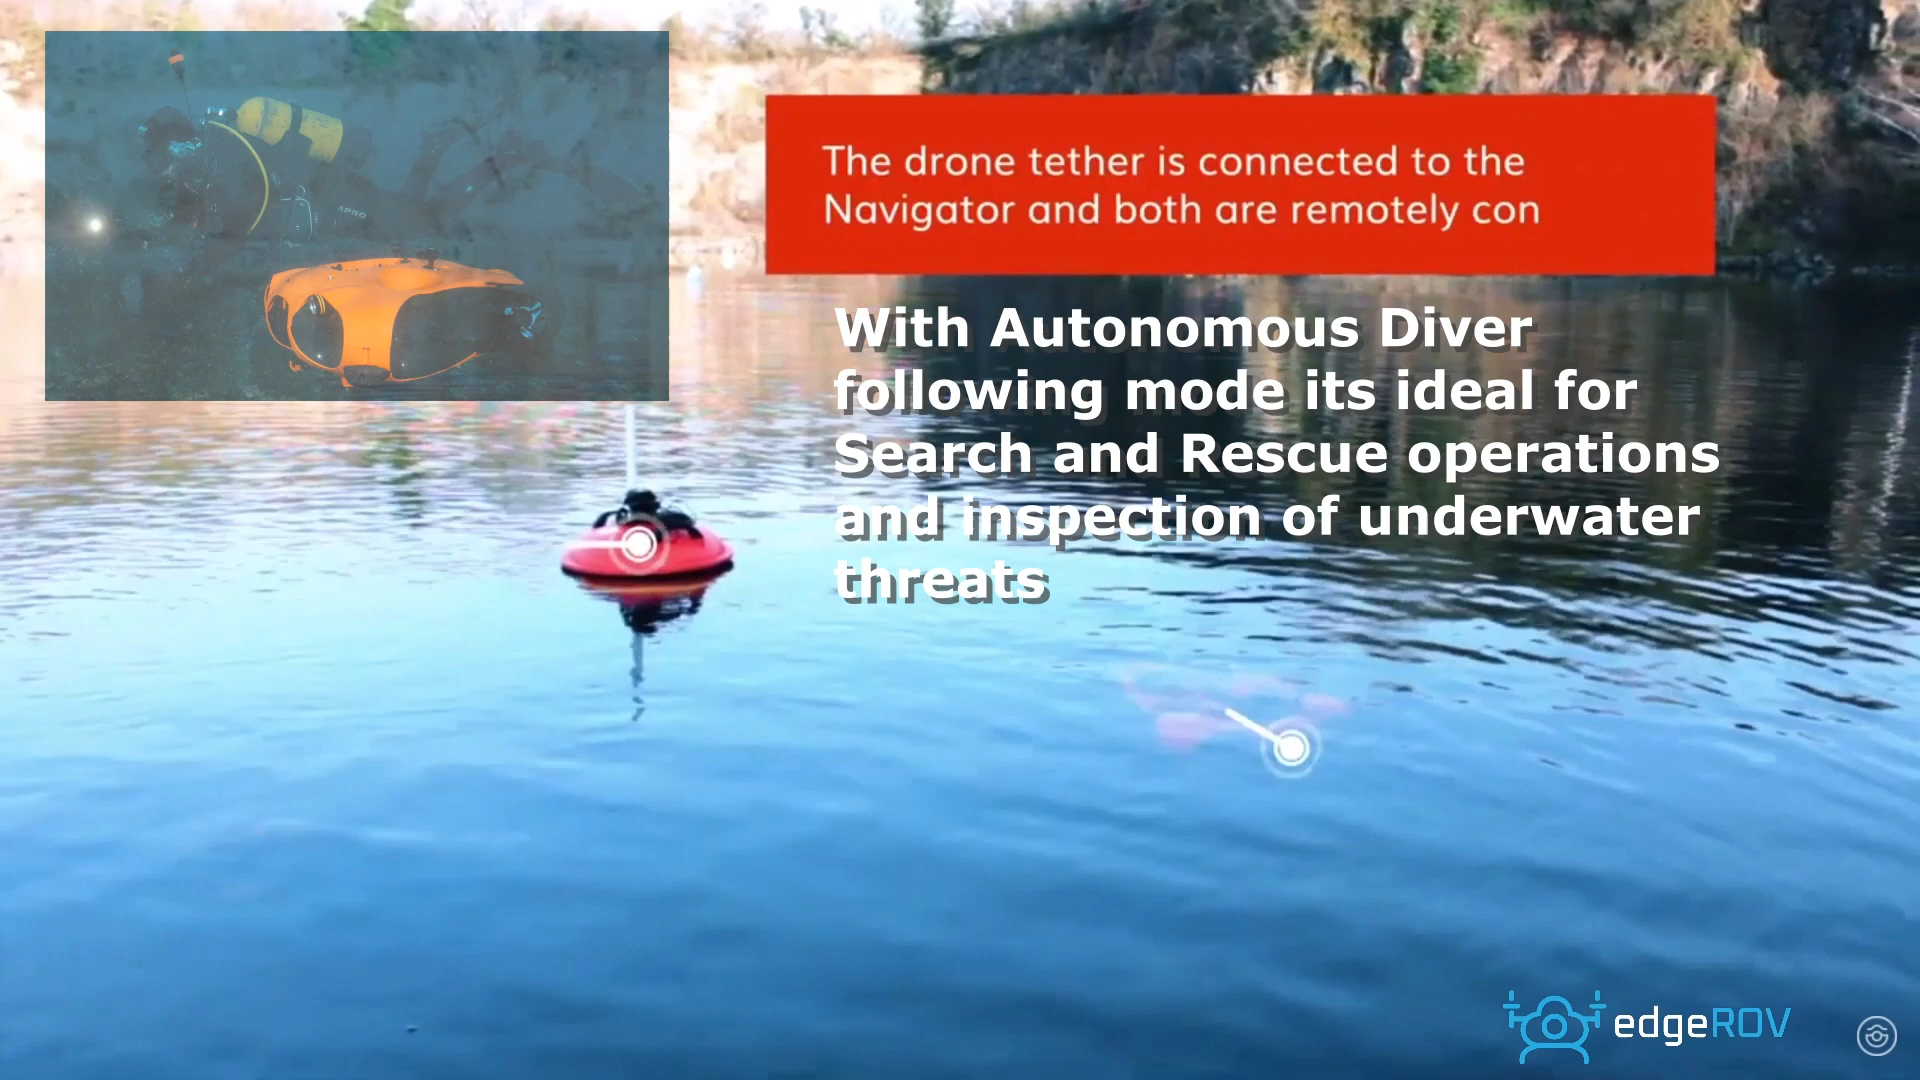 APRO
The drone tether is connected to the
Navigator and both are remotely con
With Autonomous Diver
following mode its ideal for
Search and Rescue operations
and inspection of underwater
threats
edgeROV